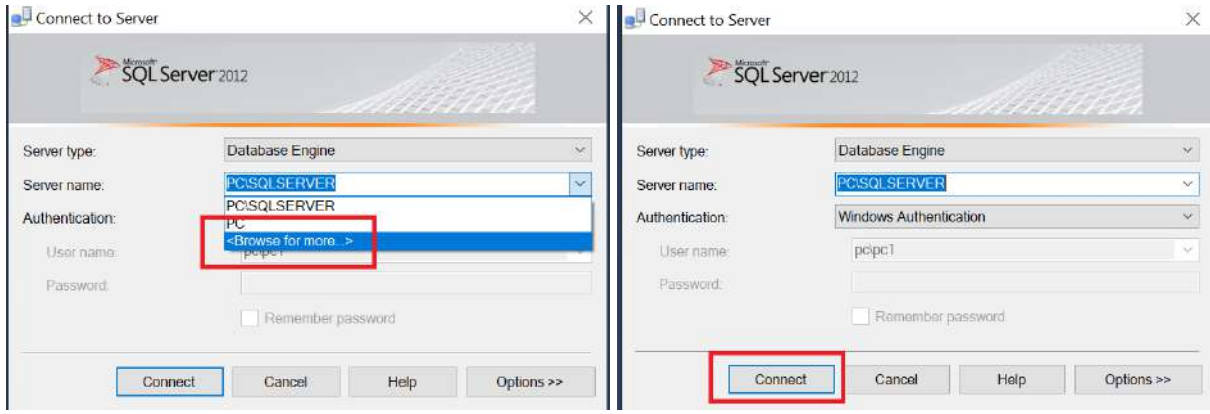 Connect to Server
Microsoft
SQL Server 2012
Server type:
Database Engine
Server name:
PC\SQLSERVER
PC\SQLSERVER
PC
<Browse for more...>
Authentication:
User name:
pc\pc1
Password:
Remember password
Connect
Cancel
Help
Options >>
Connect to Server
Microsoft
SQL Server 2012
Server type:
Database Engine
Server name:
PC\SQLSERVER
Authentication:
Windows Authentication
User name:
pc\pc1
Password:
Remember password
Connect
Cancel
Help
Options >>